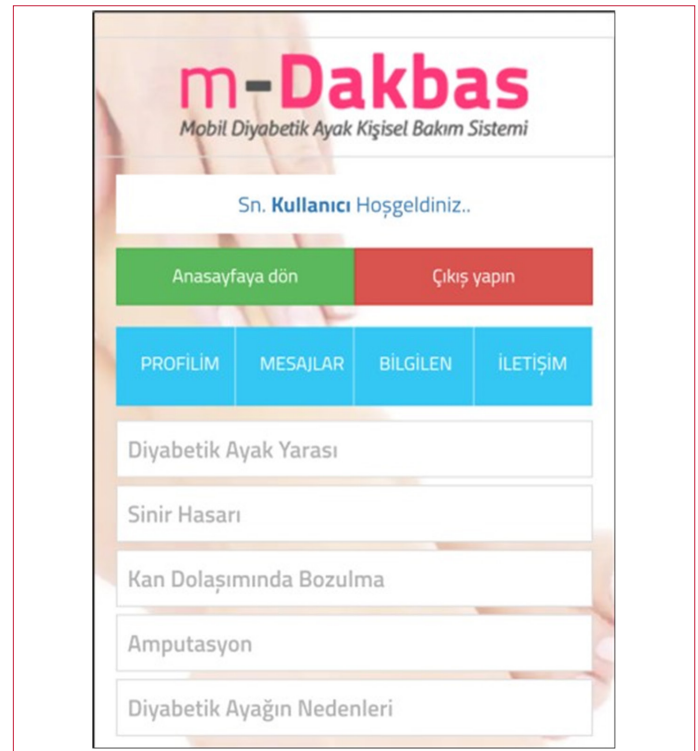 m-Dakbas
Mobil Diyabetik Ayak Kişisel Bakım Sistemi
Sn. Kullanıcı Hoşgeldiniz..
Anasayfaya dön Çıkış yapın
PROFİLİM MESAJLAR BİLGİLEN İLETİŞİM
Diyabetik Ayak Yarası
Sinir Hasarı
Kan Dolaşımında Bozulma
Amputasyon
Diyabetik Ayağın Nedenleri